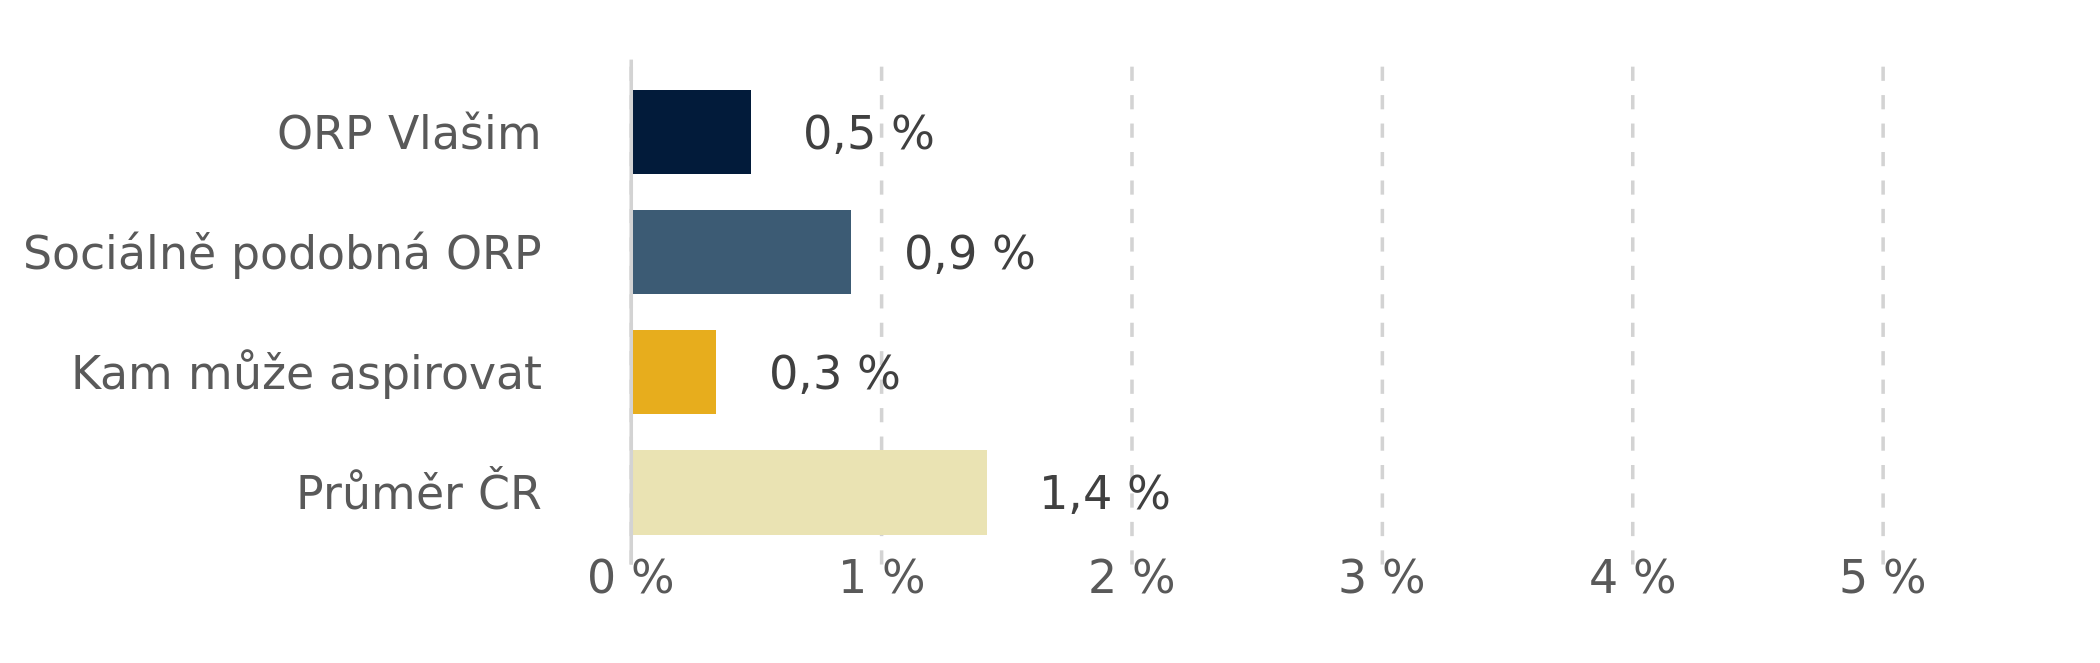 ORP Vlašim 0,5 %
Sociálně podobná ORP 0,9 %
Kam může aspirovat 0,3 %
Průměr ČR 1,4 %
0 % 1 % 2 % 3 % 4 % 5 %